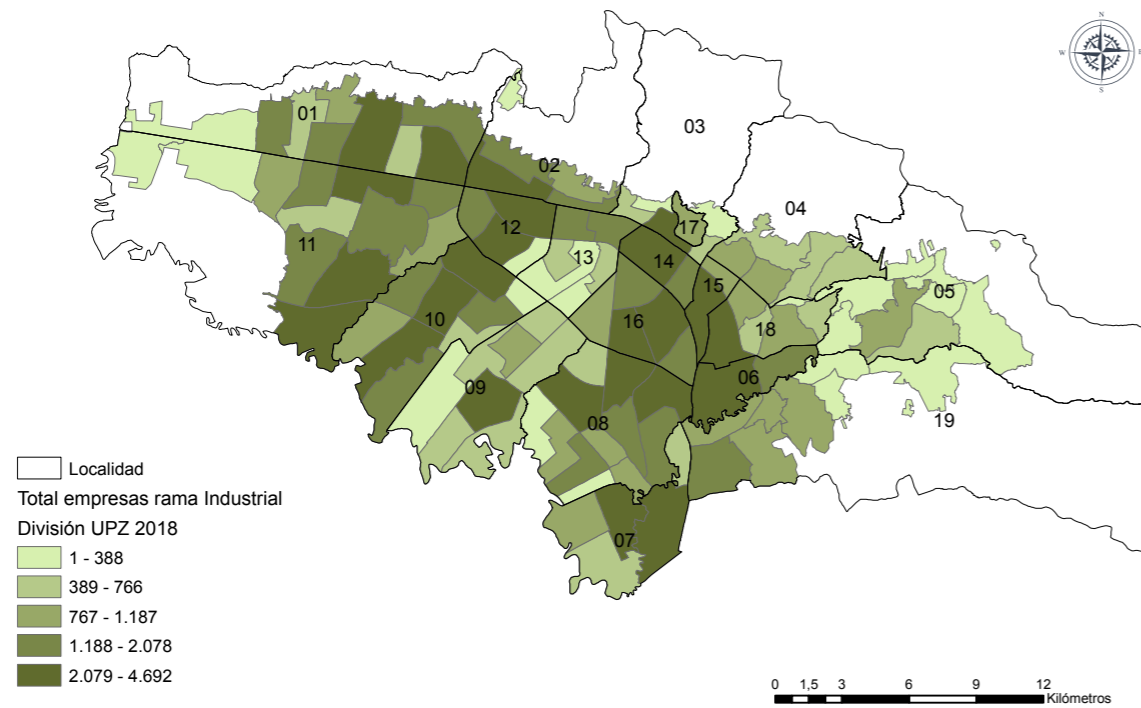 N
W
E
S
03
01
02
04
17
12
13
14
11
15
05
10
16
18
06
09
08
19
07
Localidad
Total empresas rama Industrial
División UPZ 2018
1 - 388
389 - 766
767 - 1.187
1.188 - 2.078
2.079 - 4.692
0 1,5 3 6 9 12
Kilómetros